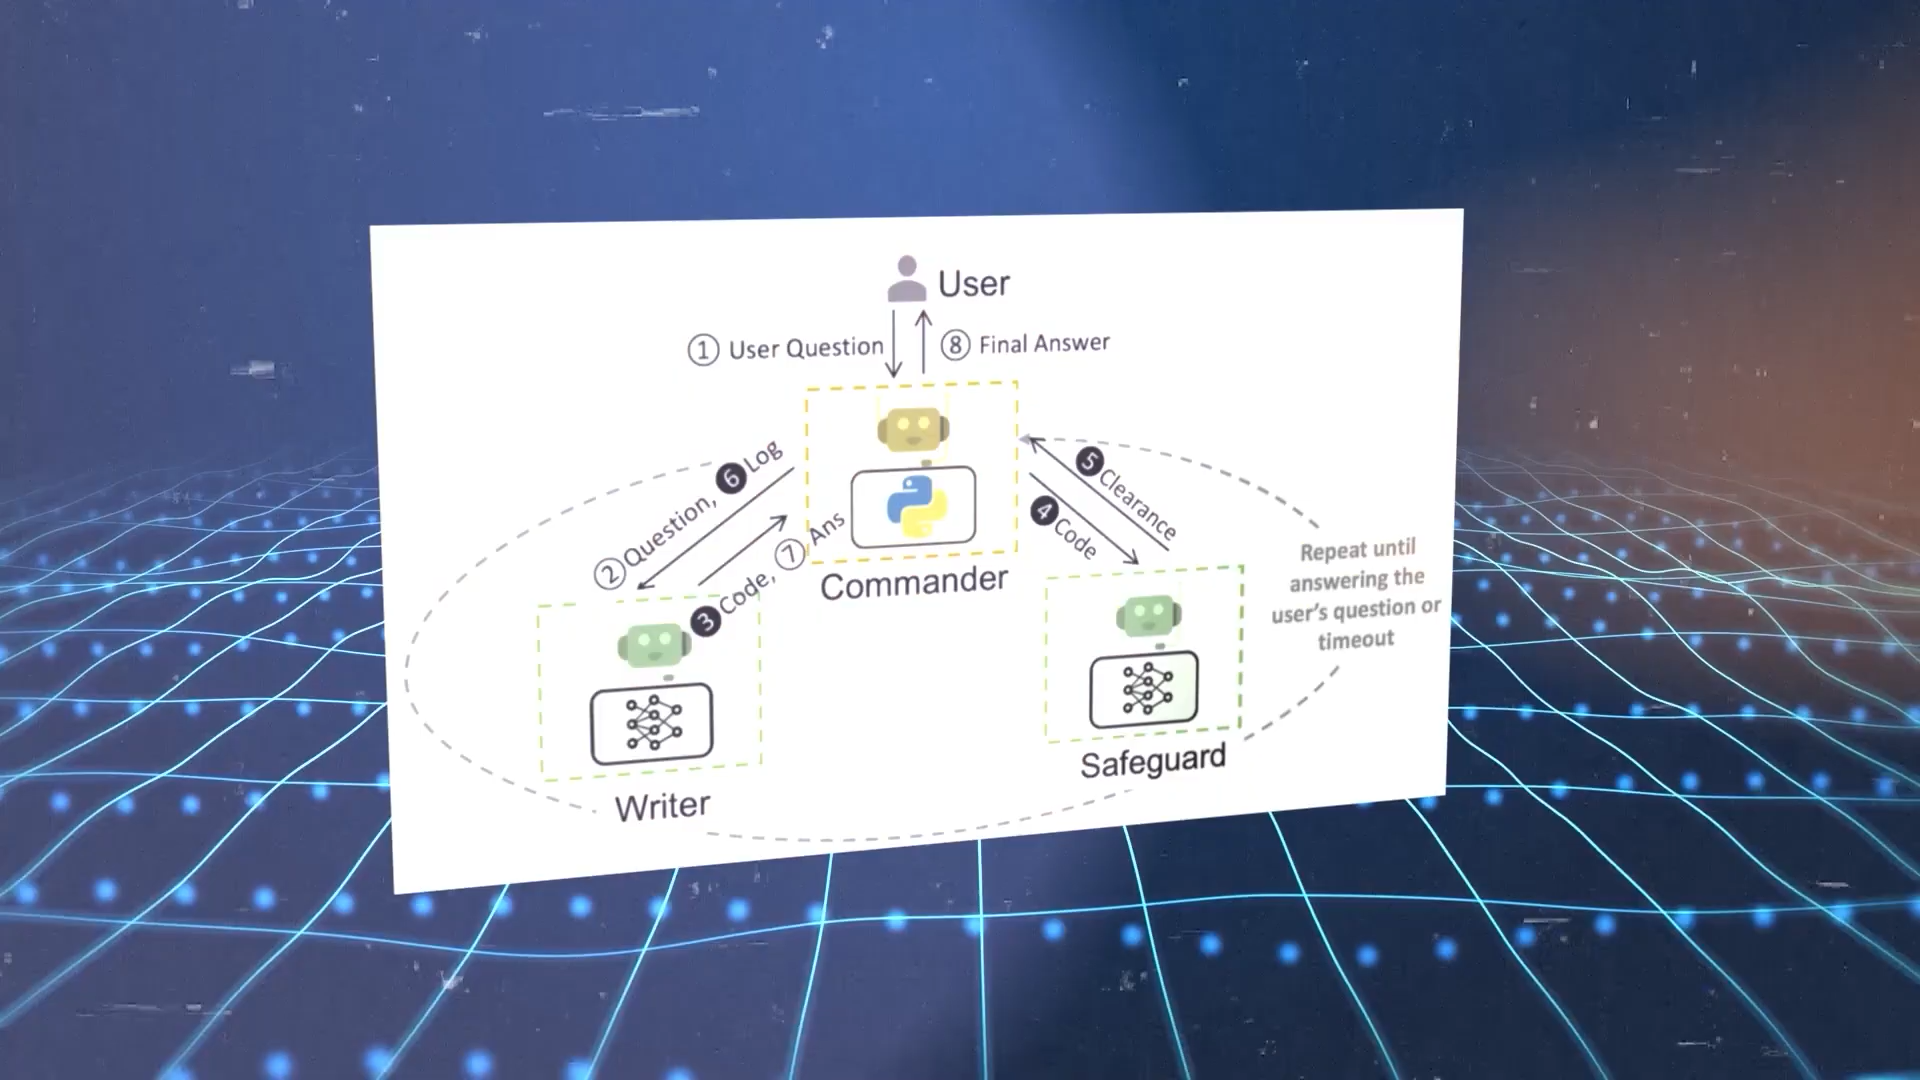 User
① User Question
⑧ Final Answer
② Question, ❻ Log
❸ Code, ⑦ Ans
Commander
❺ Clearance
❹ Code
Repeat until
answering the
user's question or
timeout
Writer
Safeguard